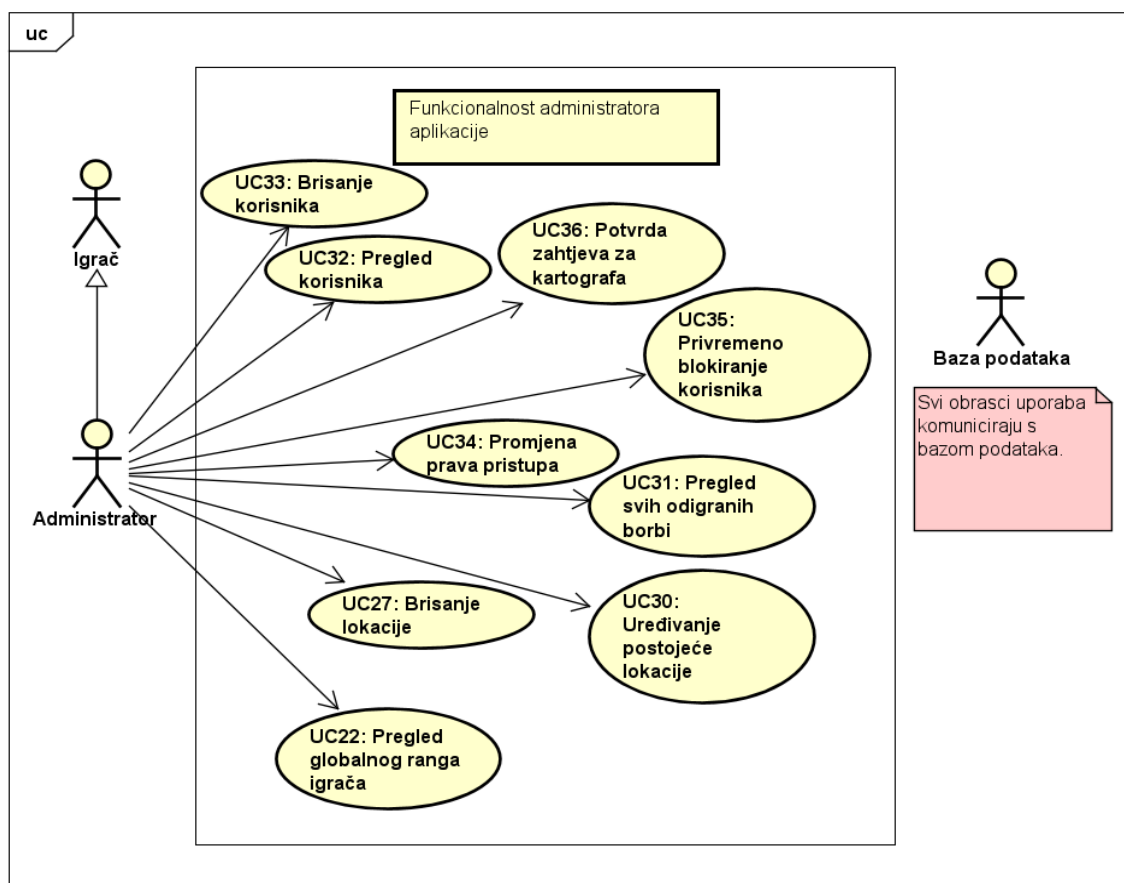 uc
Funkcionalnost administratora
aplikacije
UC33: Brisanje
korisnika
Igrač
UC36: Potvrda
zahtjeva za
kartografa
UC32: Pregled
korisnika
UC35:
Privremeno
blokiranje
korisnika
Baza podataka
Svi obrasci uporaba
komuniciraju s
bazom podataka.
UC34: Promjena
prava pristupa
UC31: Pregled
svih odigranih
borbi
Administrator
UC27: Brisanje
lokacije
UC30:
Uređivanje
postojeće
lokacije
UC22: Pregled
globalnog ranga
igrača